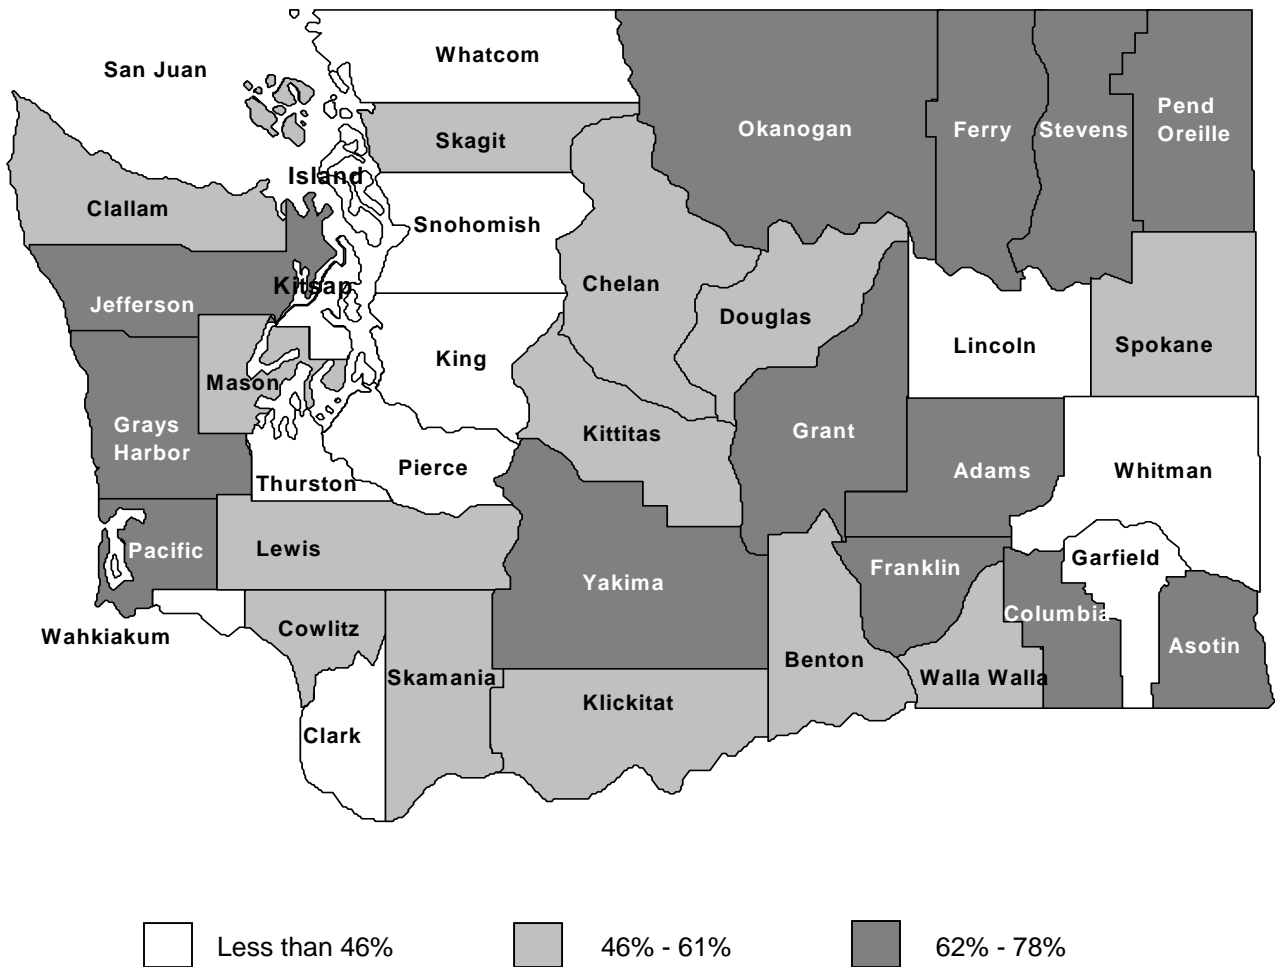 Whatcom
San Juan
Pend
Oreille
Okanogan
Ferry
Stevens
Skagit
Island
Clallam
Snohomish
Chelan
Kitsap
Jefferson
Douglas
Lincoln
Spokane
King
Mason
Grays
Harbor
Kittitas
Grant
Pierce
Adams
Whitman
Thurston
Pacific
Lewis
Garfield
Franklin
Yakima
Columbia
Wahkiakum
Cowlitz
Asotin
Benton
Skamania
Walla Walla
Klickitat
Clark
Less than 46%
46% - 61%
62% - 78%